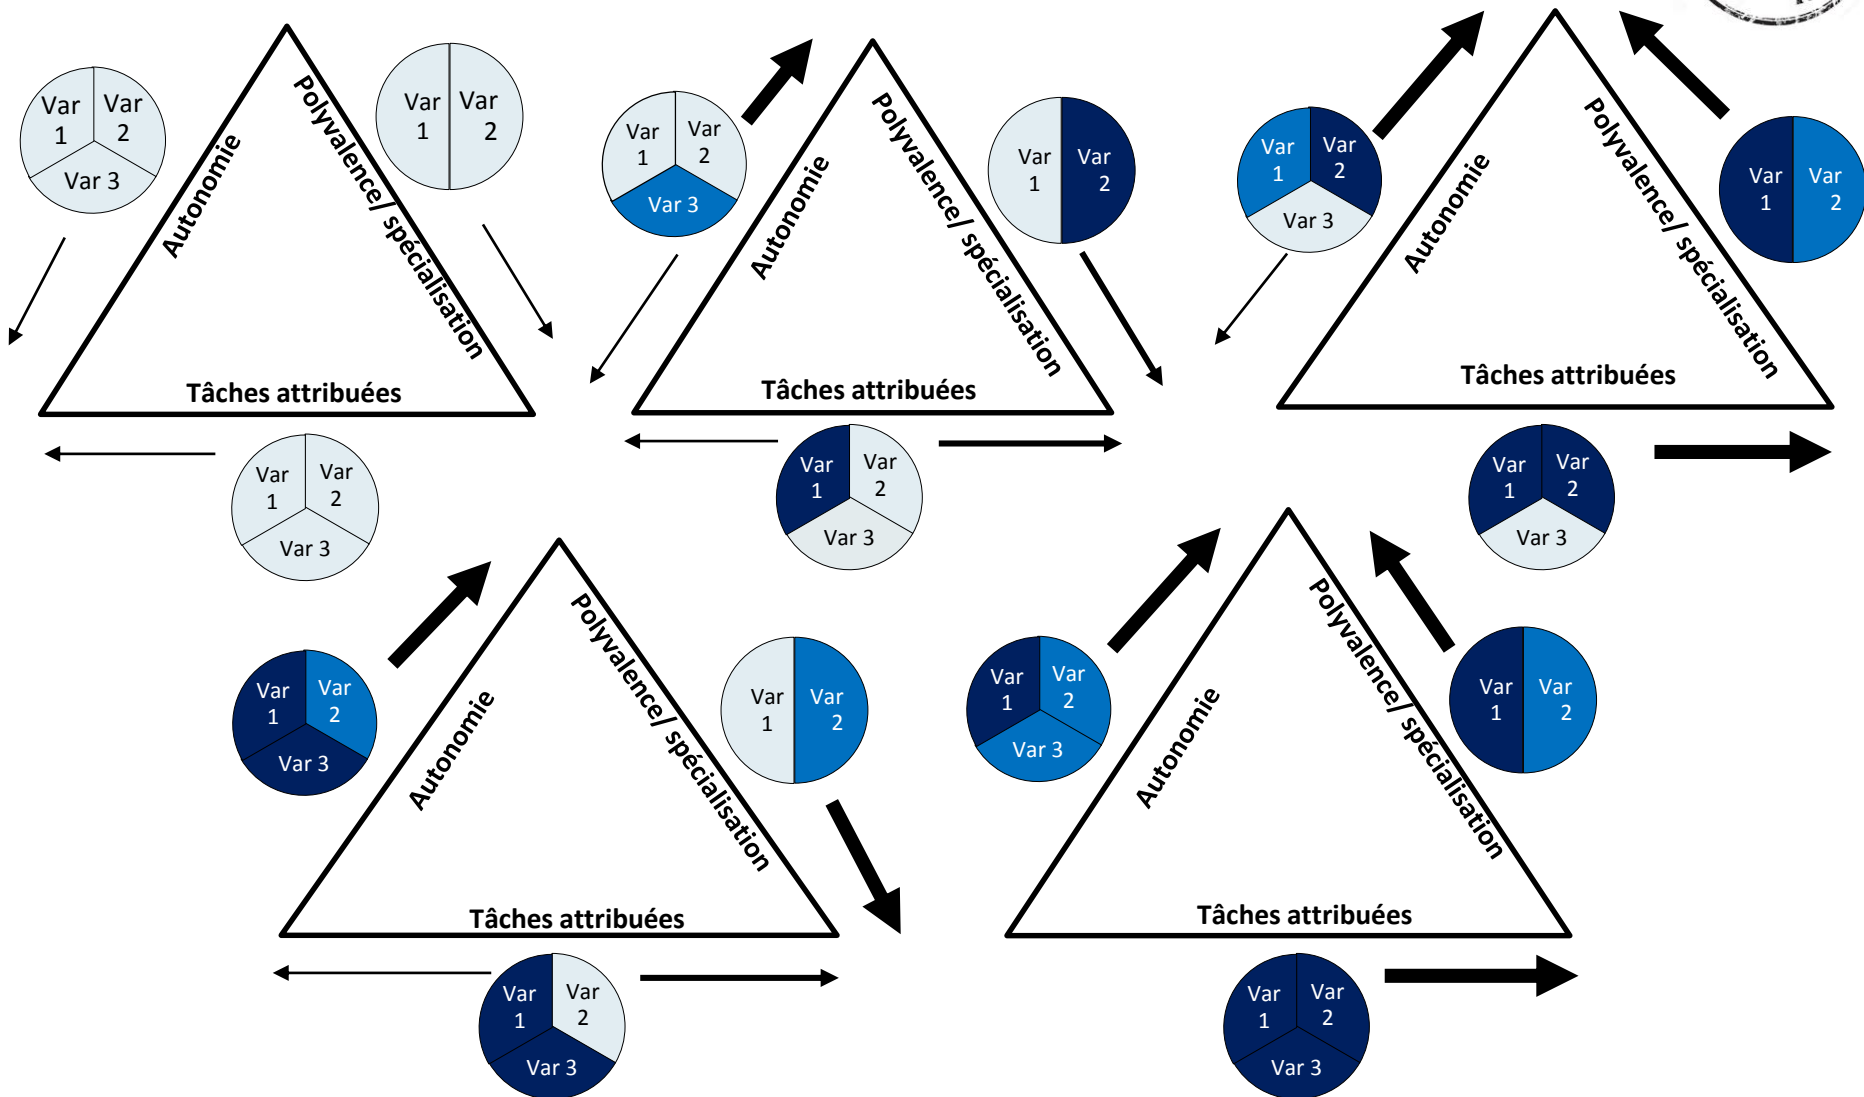 Var
1
Var
2
Var 3
Autonomie
Polyvalence/ spécialisation
Var
1
Var
2
Tâches attribuées
Var
1
Var
2
Var 3
Var
1
Var
2
Var 3
Autonomie
Polyvalence/ spécialisation
Var
1
Var
2
Tâches attribuées
Var
1
Var
2
Var 3
Var
1
Var
2
Var 3
Autonomie
Polyvalence/ spécialisation
Var
1
Var
2
Tâches attribuées
Var
1
Var
2
Var 3
Var
1
Var
2
Var 3
Autonomie
Polyvalence/ spécialisation
Var
1
Var
2
Tâches attribuées
Var
1
Var
2
Var 3
Var
1
Var
2
Var 3
Autonomie
Polyvalence/ spécialisation
Var
1
Var
2
Tâches attribuées
Var
1
Var
2
Var 3